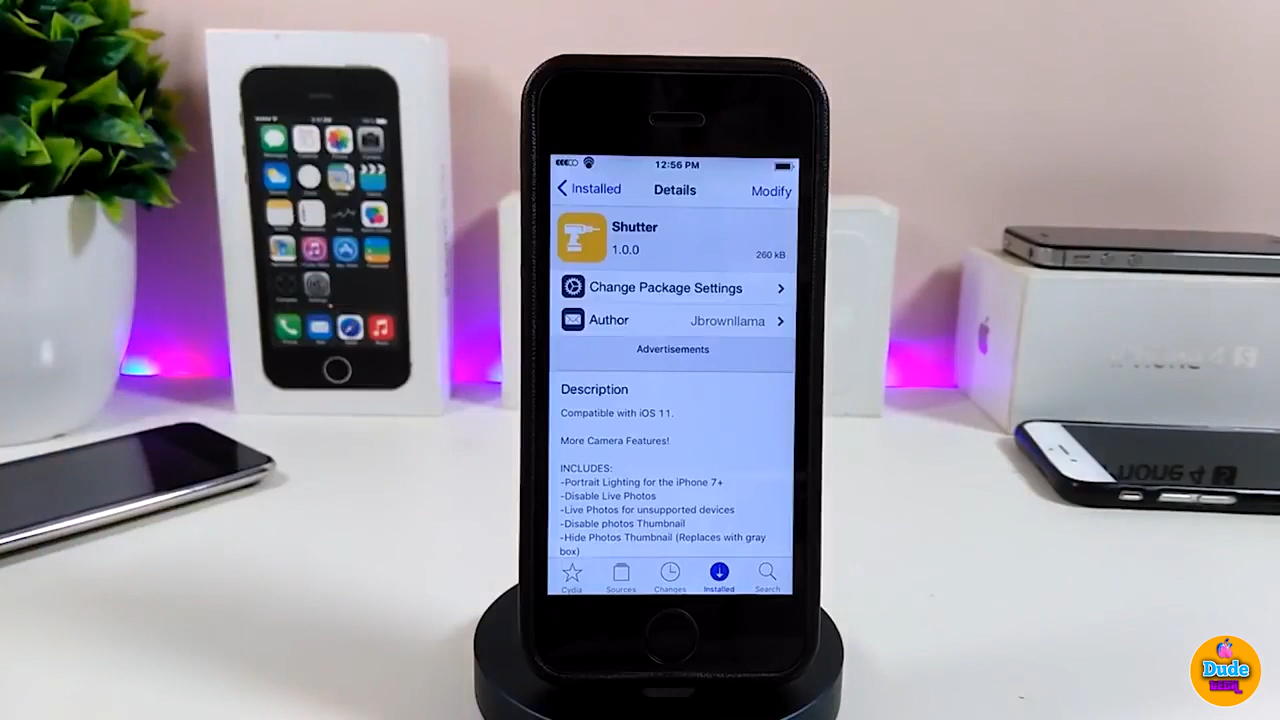 12:56 PM
Installed
Details
Modify
Shutter
1.0.0
260 kB
Change Package Settings
Author
Jbrownllama
Advertisements
Description
Compatible with iOS 11.
More Camera Features!
INCLUDES:
-Portrait Lighting for the iPhone 7+
-Disable Live Photos
-Live Photos for unsupported devices
-Disable photos Thumbnail
-Hide Photos Thumbnail (Replaces with gray
box)
Cydia
Sources
Changes
Installed
Search
Dude